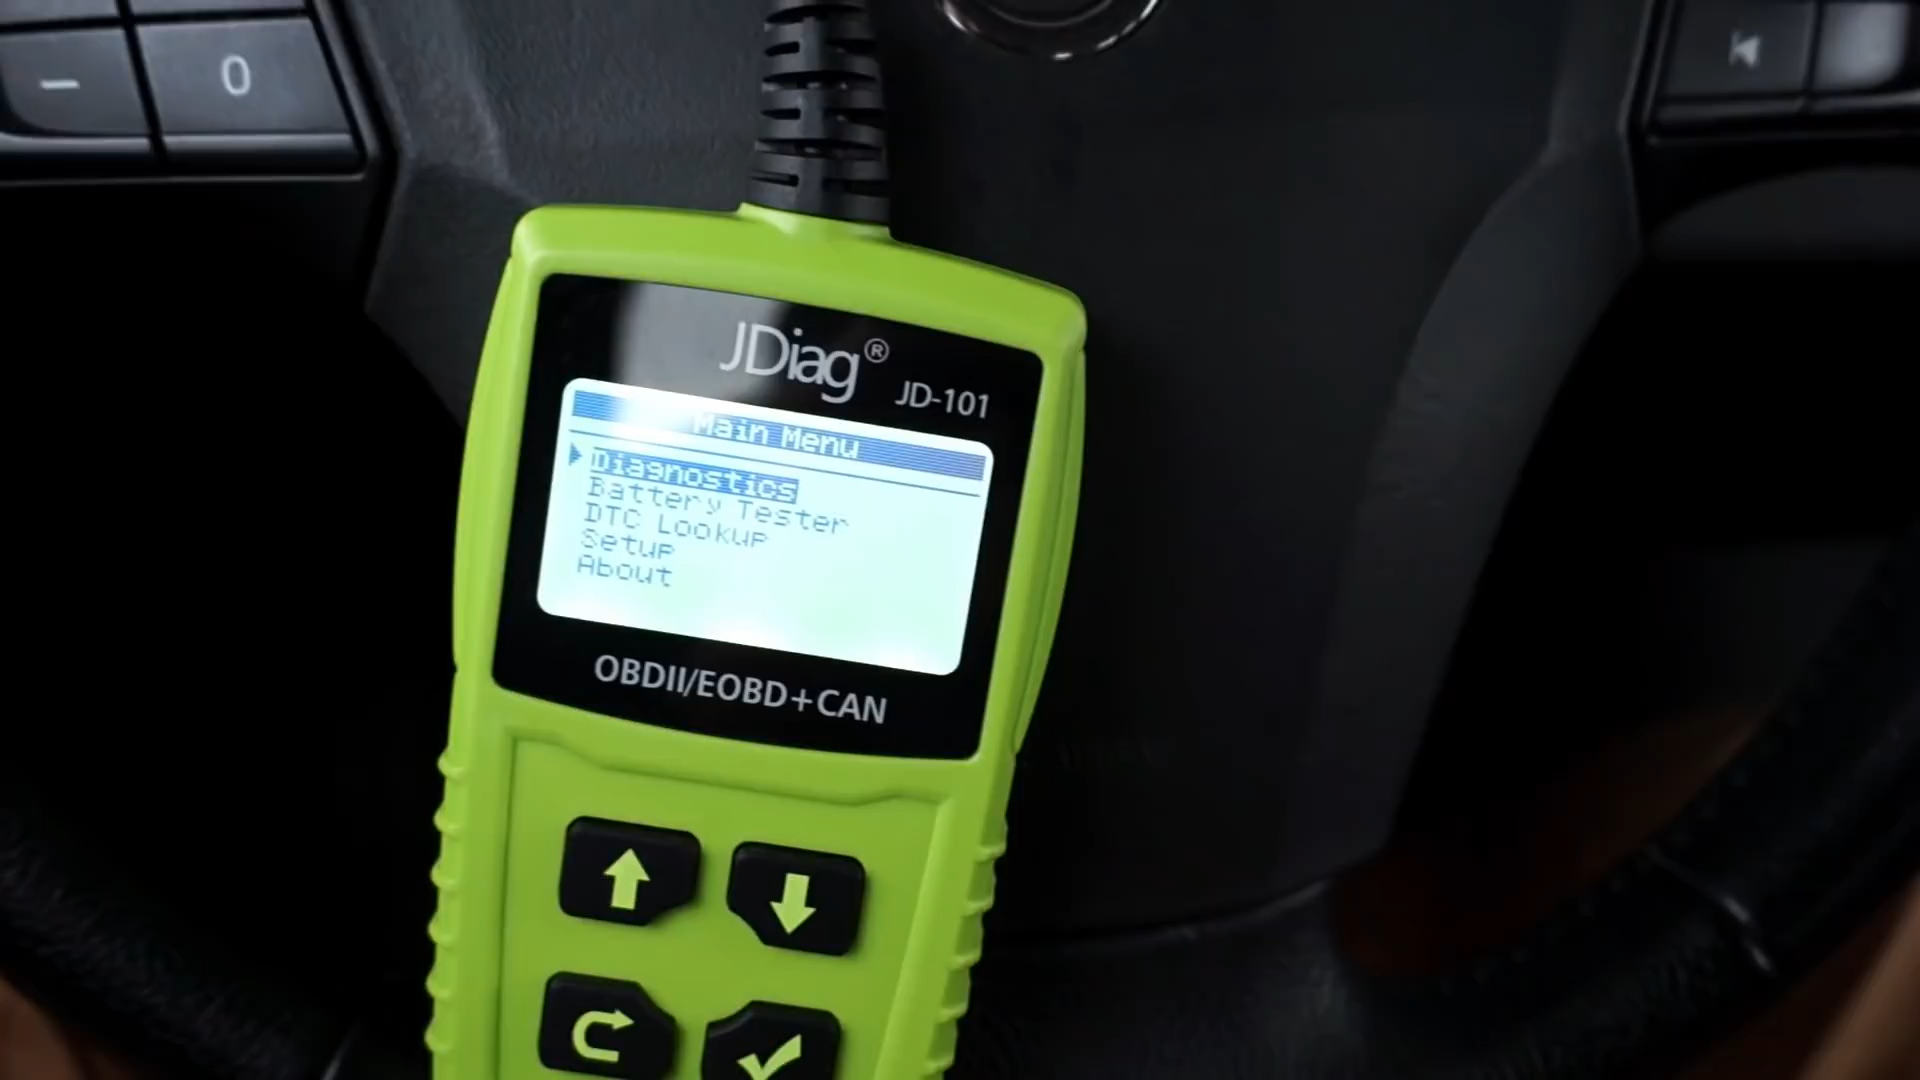 0
JDiag®
JD-101
Main Menu
Diagnostics
Battery Tester
DTC Lookup
Setup
About
OBDII/EOBD+CAN